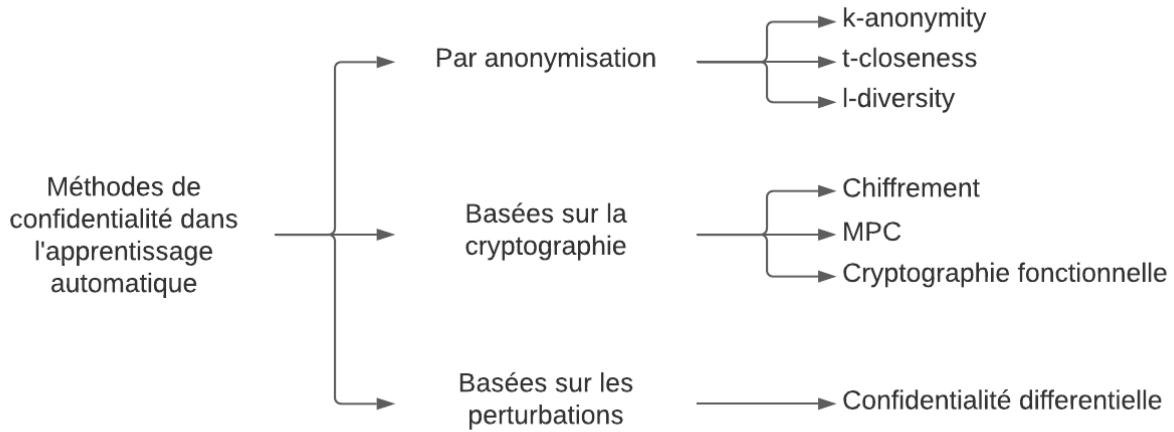 k-anonymity
Par anonymisation
t-closeness
l-diversity
Méthodes de
confidentialité dans
l'apprentissage
automatique
Basées sur la
cryptographie
Chiffrement
MPC
Cryptographie fonctionnelle
Basées sur les
perturbations
Confidentialité differentielle